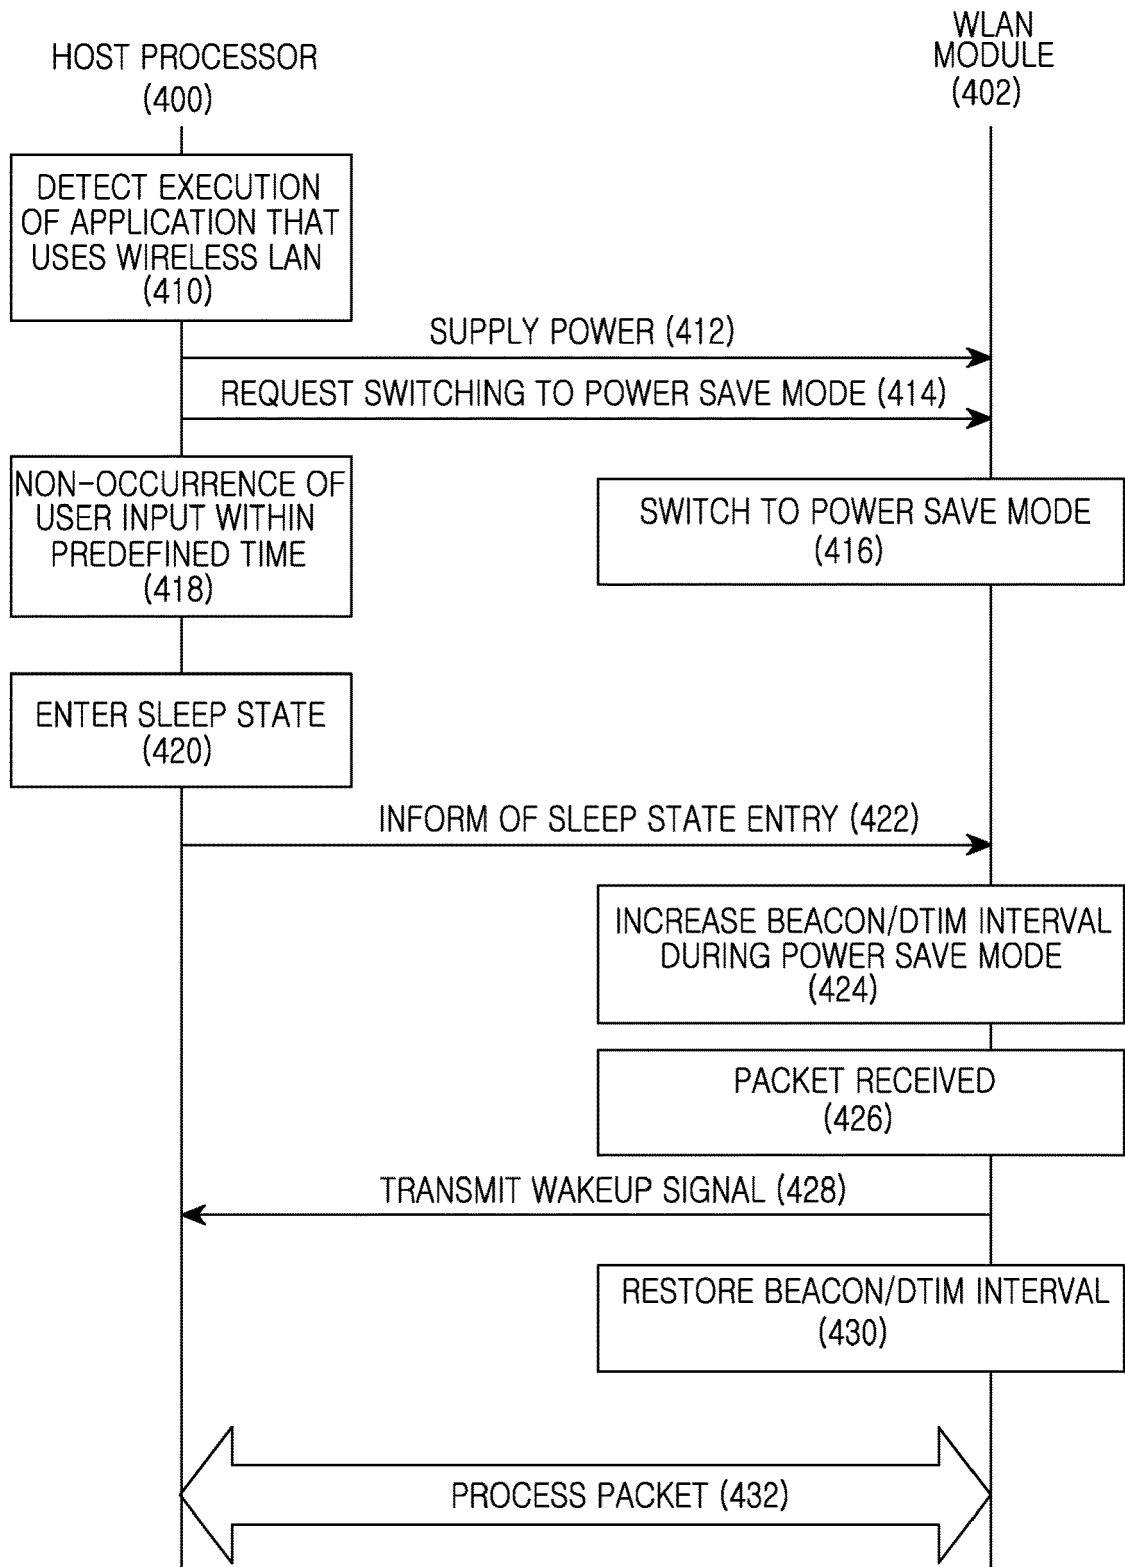 HOST PROCESSOR
(400)
WLAN
MODULE
(402)
DETECT EXECUTION
OF APPLICATION THAT
USES WIRELESS LAN
(410)
SUPPLY POWER (412)
REQUEST SWITCHING TO POWER SAVE MODE (414)
NON-OCCURRENCE OF
USER INPUT WITHIN
PREDEFINED TIME
(418)
SWITCH TO POWER SAVE MODE
(416)
ENTER SLEEP STATE
(420)
INFORM OF SLEEP STATE ENTRY (422)
INCREASE BEACON/DTIM INTERVAL
DURING POWER SAVE MODE
(424)
PACKET RECEIVED
(426)
TRANSMIT WAKEUP SIGNAL (428)
RESTORE BEACON/DTIM INTERVAL
(430)
PROCESS PACKET (432)